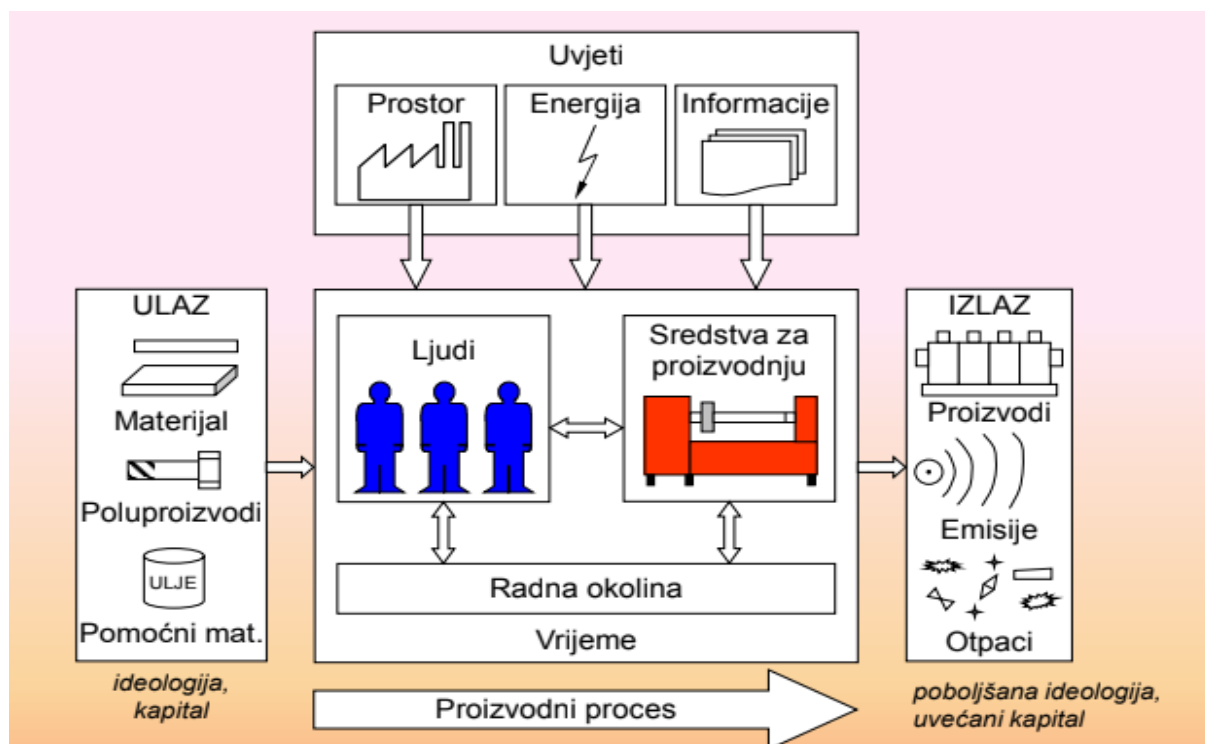 Uvjeti
Prostor
Energija
Informacije
ULAZ
Materijal
Poluproizvodi
ULJE
Pomoćni mat.
ideologija,
kapital
Ljudi
Sredstva za
proizvodnju
Radna okolina
Vrijeme
Proizvodni proces
IZLAZ
Proizvodi
Emisije
Otpaci
poboljšana ideologija,
uvećani kapital